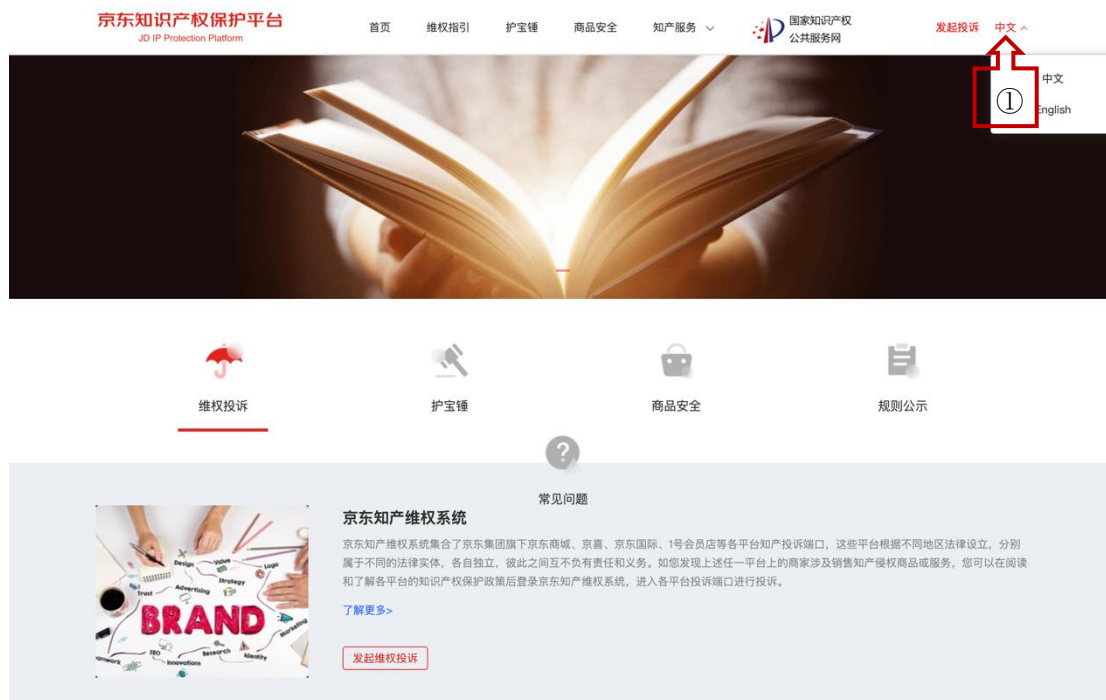 京东知识产权保护平台
JD IP Protection Platform
首页
维权指引
护宝锤
商品安全
知产服务
国家知识产权
公共服务网
发起投诉
中文
中文
English
①
维权投诉
护宝锤
商品安全
规则公示
?
常见问题
京东知产维权系统
京东知产维权系统集合了京东集团旗下京东商城、京喜、京东国际、1号会员店等各平台知产投诉端口，这些平台根据不同地区法律设立，分别
属于不同的法律实体，各自独立，彼此之间互不负有责任和义务。如您发现上述任一平台上的商家涉及销售知产侵权商品或服务，您可以在阅读
和了解各平台的知识产权保护政策后登录京东知产维权系统，进入各平台投诉端口进行投诉。
了解更多>
发起维权投诉
Design
Value
Logo
Strategy
Trust
Advertising
BRAND
Marketing
SEO
Research
Identity
Innovations